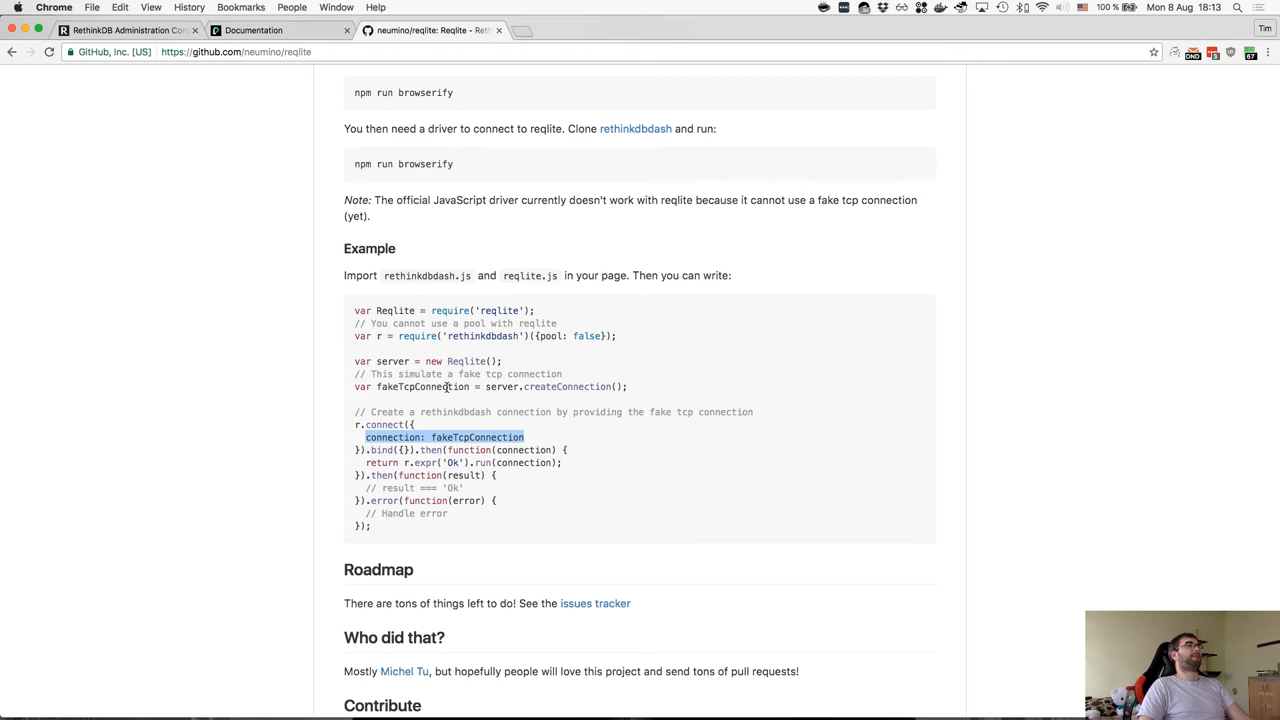 Chrome File Edit View History Bookmarks People Window Help 100 % Mon 8 Aug 18:13
RethinkDB Administration Con × Documentation × neumino/reqlite: Reqlite - Ret × Tim
GitHub, Inc. [US] https://github.com/neumino/reqlite DND 3 67
npm run browserify
You then need a driver to connect to reqlite. Clone rethinkdbdash and run:
npm run browserify
Note: The official JavaScript driver currently doesn't work with reqlite because it cannot use a fake tcp connection
(yet).
Example
Import rethinkdbdash.js and reqlite.js in your page. Then you can write:
var Reqlite = require('reqlite');
// You cannot use a pool with reqlite
var r = require('rethinkdbdash')({pool: false});
var server = new Reqlite();
// This simulate a fake tcp connection
var fakeTcpConnection = server.createConnection();
// Create a rethinkdbdash connection by providing the fake tcp connection
r.connect({
connection: fakeTcpConnection
}).bind({}).then(function(connection) {
return r.expr('Ok').run(connection);
}).then(function(result) {
// result === 'Ok'
}).error(function(error) {
// Handle error
});
Roadmap
There are tons of things left to do! See the issues tracker
Who did that?
Mostly Michel Tu, but hopefully people will love this project and send tons of pull requests!
Contribute